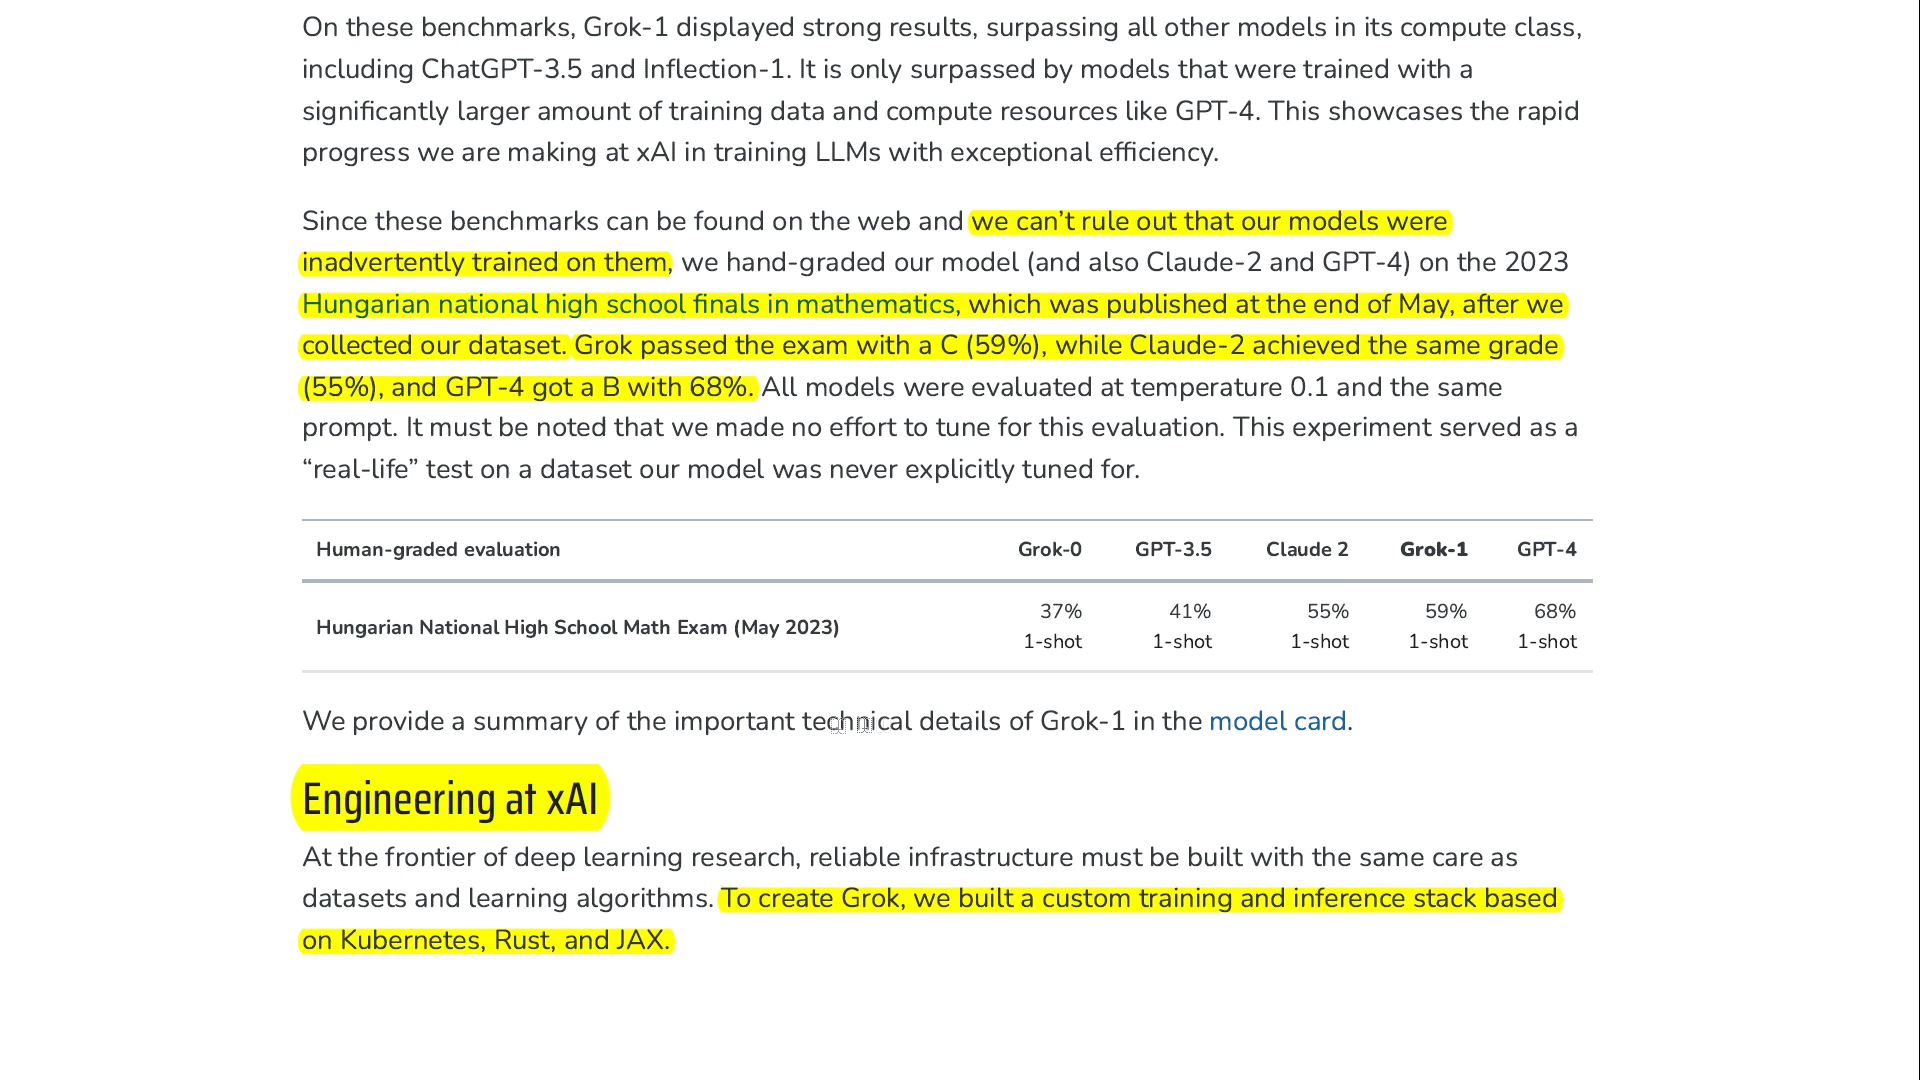 On these benchmarks, Grok-1 displayed strong results, surpassing all other models in its compute class,
including ChatGPT-3.5 and Inflection-1. It is only surpassed by models that were trained with a
significantly larger amount of training data and compute resources like GPT-4. This showcases the rapid
progress we are making at xAI in training LLMs with exceptional efficiency.
Since these benchmarks can be found on the web and we can’t rule out that our models were
inadvertently trained on them, we hand-graded our model (and also Claude-2 and GPT-4) on the 2023
Hungarian national high school finals in mathematics, which was published at the end of May, after we
collected our dataset. Grok passed the exam with a C (59%), while Claude-2 achieved the same grade
(55%), and GPT-4 got a B with 68%. All models were evaluated at temperature 0.1 and the same
prompt. It must be noted that we made no effort to tune for this evaluation. This experiment served as a
“real-life” test on a dataset our model was never explicitly tuned for.
Human-graded evaluation Grok-0 GPT-3.5 Claude 2 Grok-1 GPT-4
Hungarian National High School Math Exam (May 2023) 37% 41% 55% 59% 68%
1-shot 1-shot 1-shot 1-shot 1-shot
We provide a summary of the important technical details of Grok-1 in the model card.
Engineering at xAI
At the frontier of deep learning research, reliable infrastructure must be built with the same care as
datasets and learning algorithms. To create Grok, we built a custom training and inference stack based
on Kubernetes, Rust, and JAX.